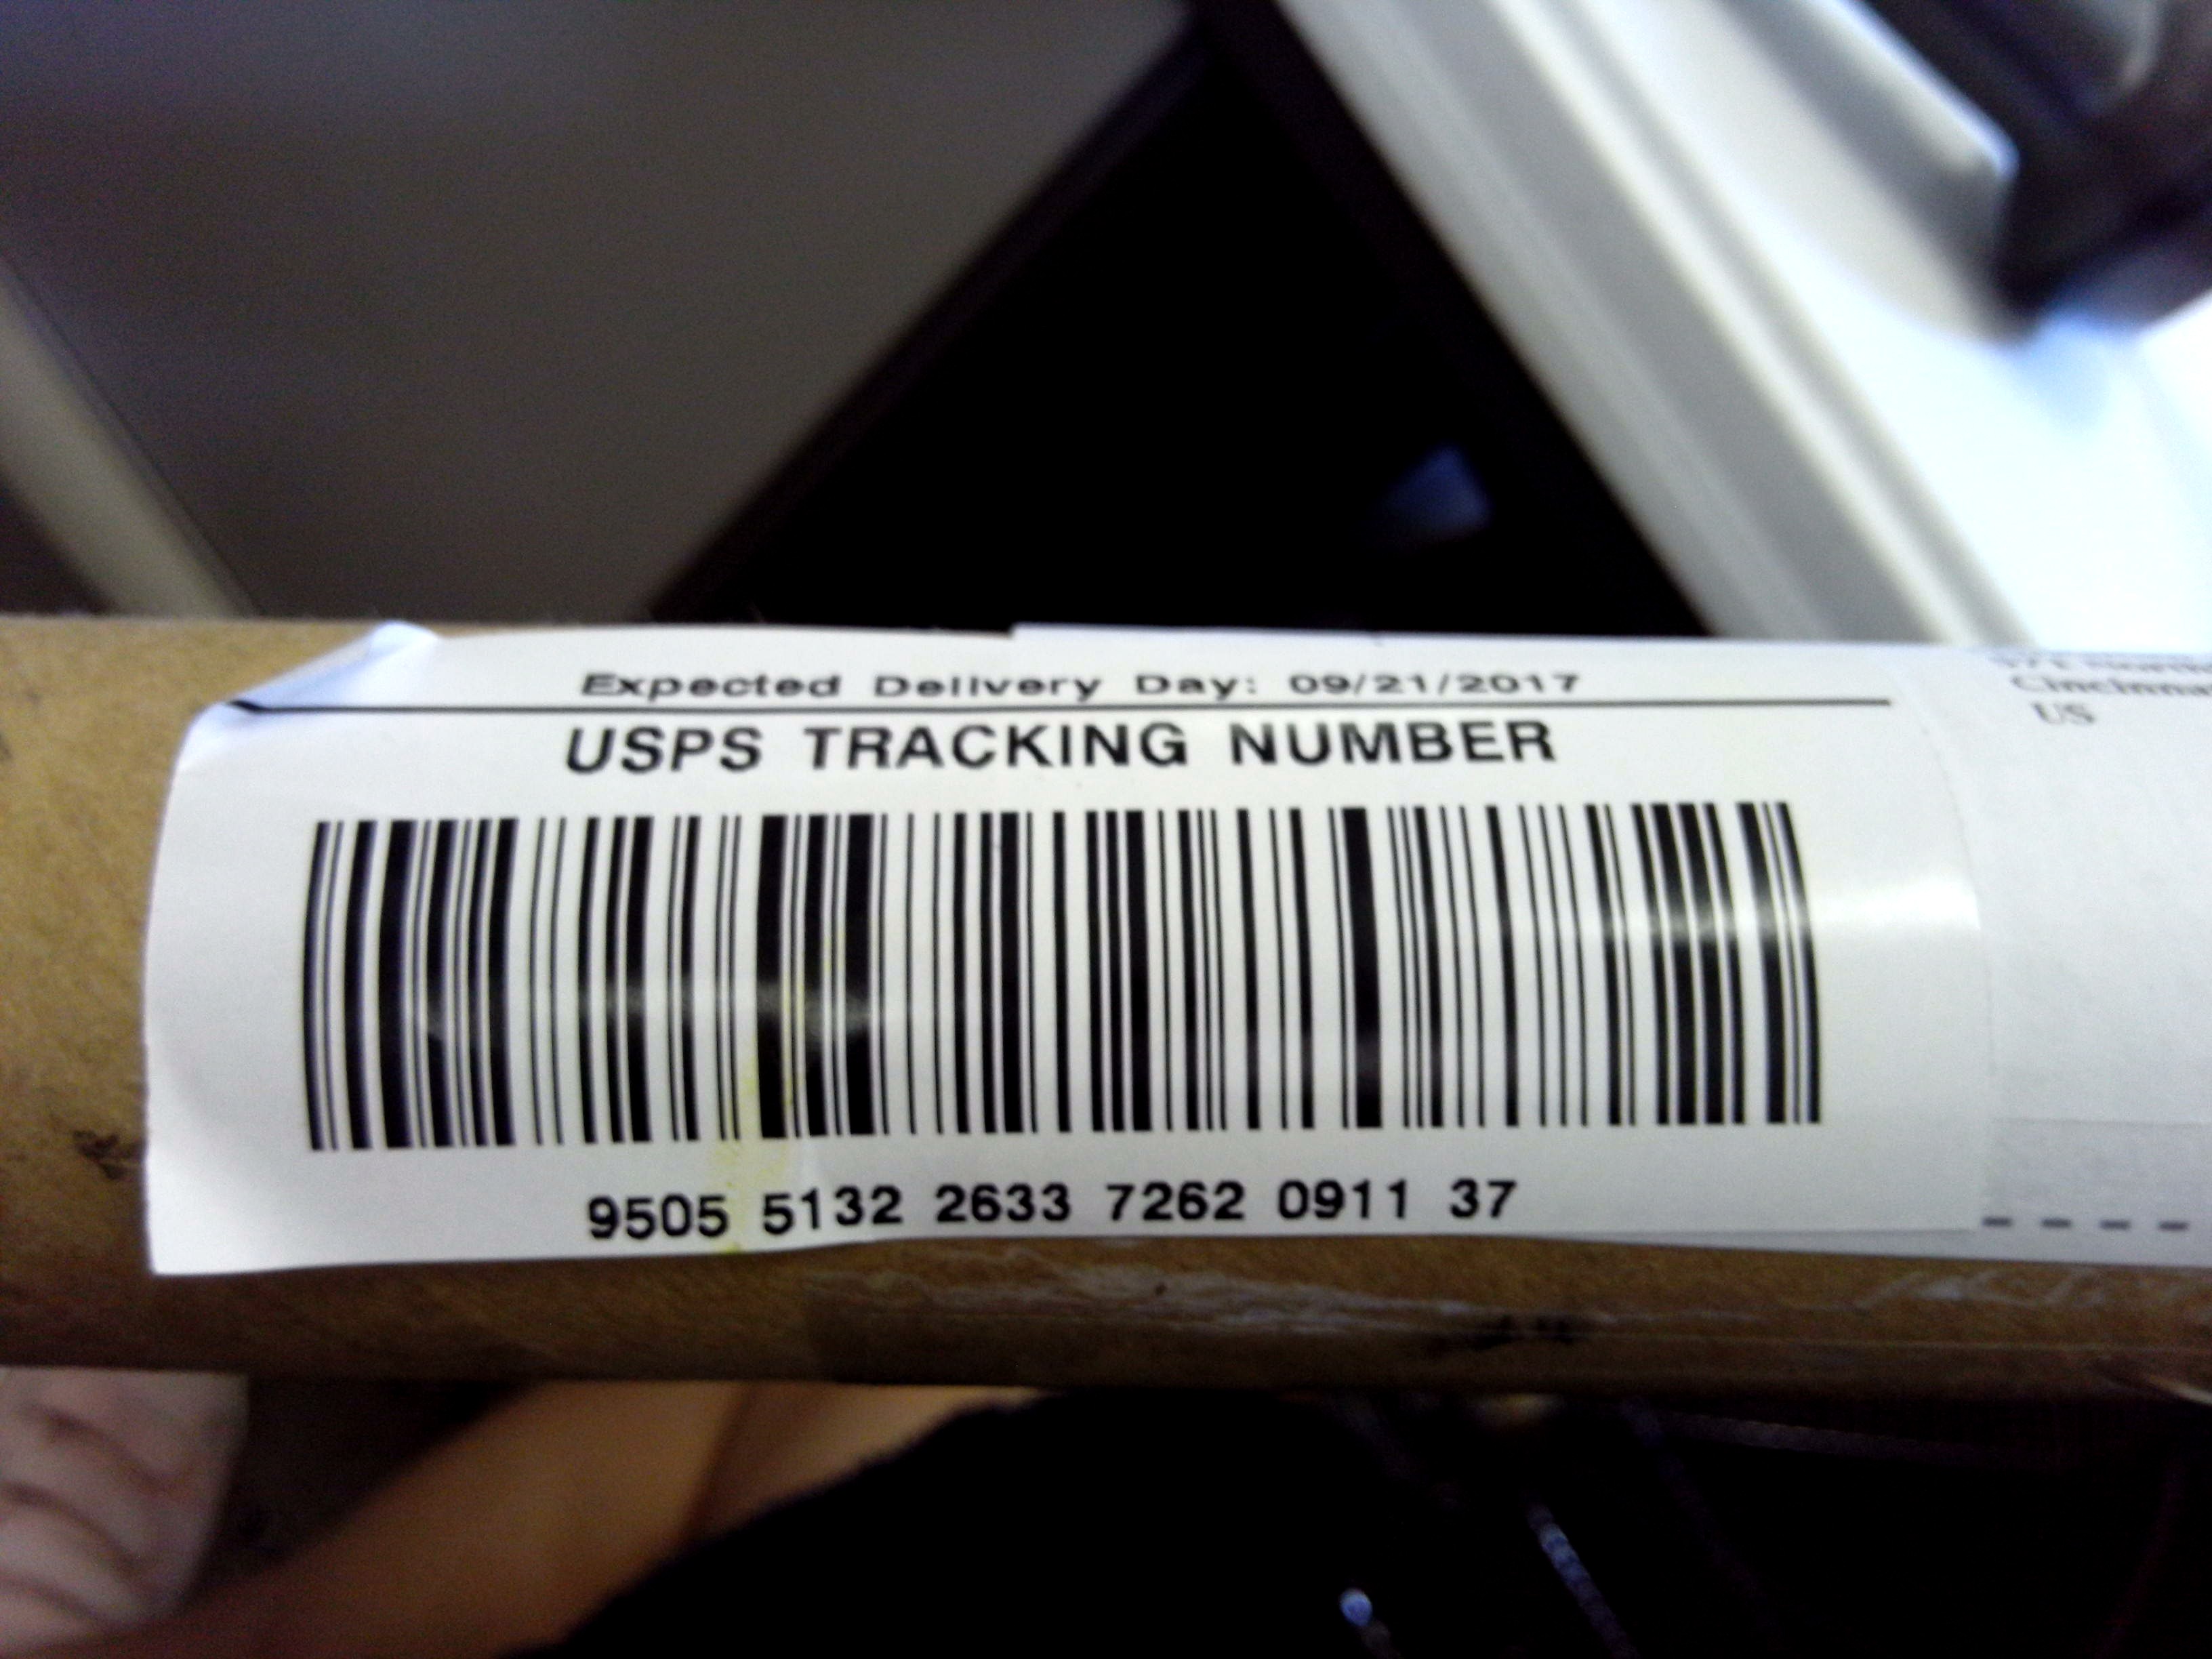 Expected Delivery Day: 09/21/2017
USPS TRACKING NUMBER
9505 5132 2633 7262 0911 37
US